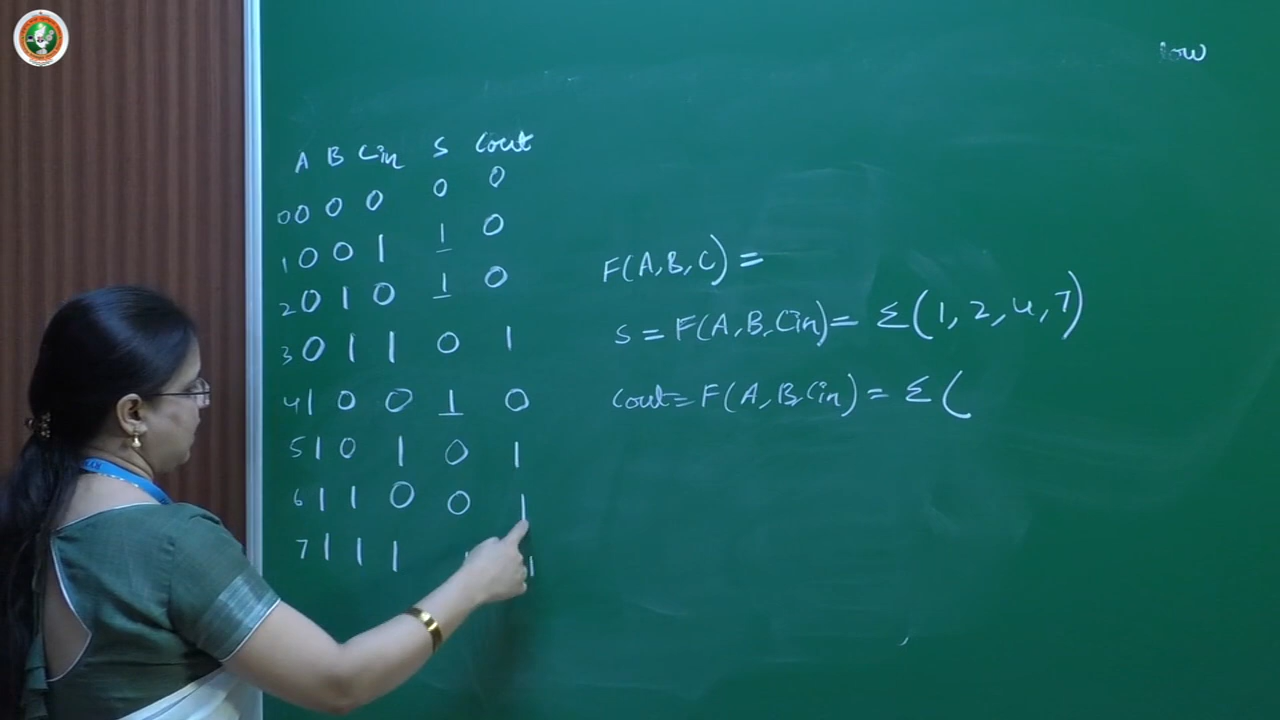 low
A B Cin S Cout
0 0 0 0 0 0
1 0 0 1 1 0
2 0 1 0 1 0
3 0 1 1 0 1
4 1 0 0 1 0
5 1 0 1 0 1
6 1 1 0 0 1
7 1 1 1 1
F(A,B,C) =
S = F(A,B,Cin) = Σ(1,2,4,7)
Cout = F(A,B,Cin) = Σ(